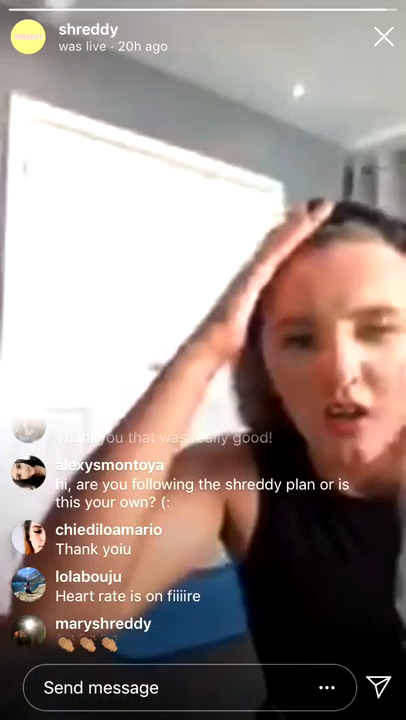 shreddy
was live · 20h ago
Thank you that was really good!
alexysmontoya
hi, are you following the shreddy plan or is
this your own? (:
chiediloamario
Thank yoiu
lolabouju
Heart rate is on fiiiire
maryshreddy
👏🏼👏🏼👏🏼
Send message